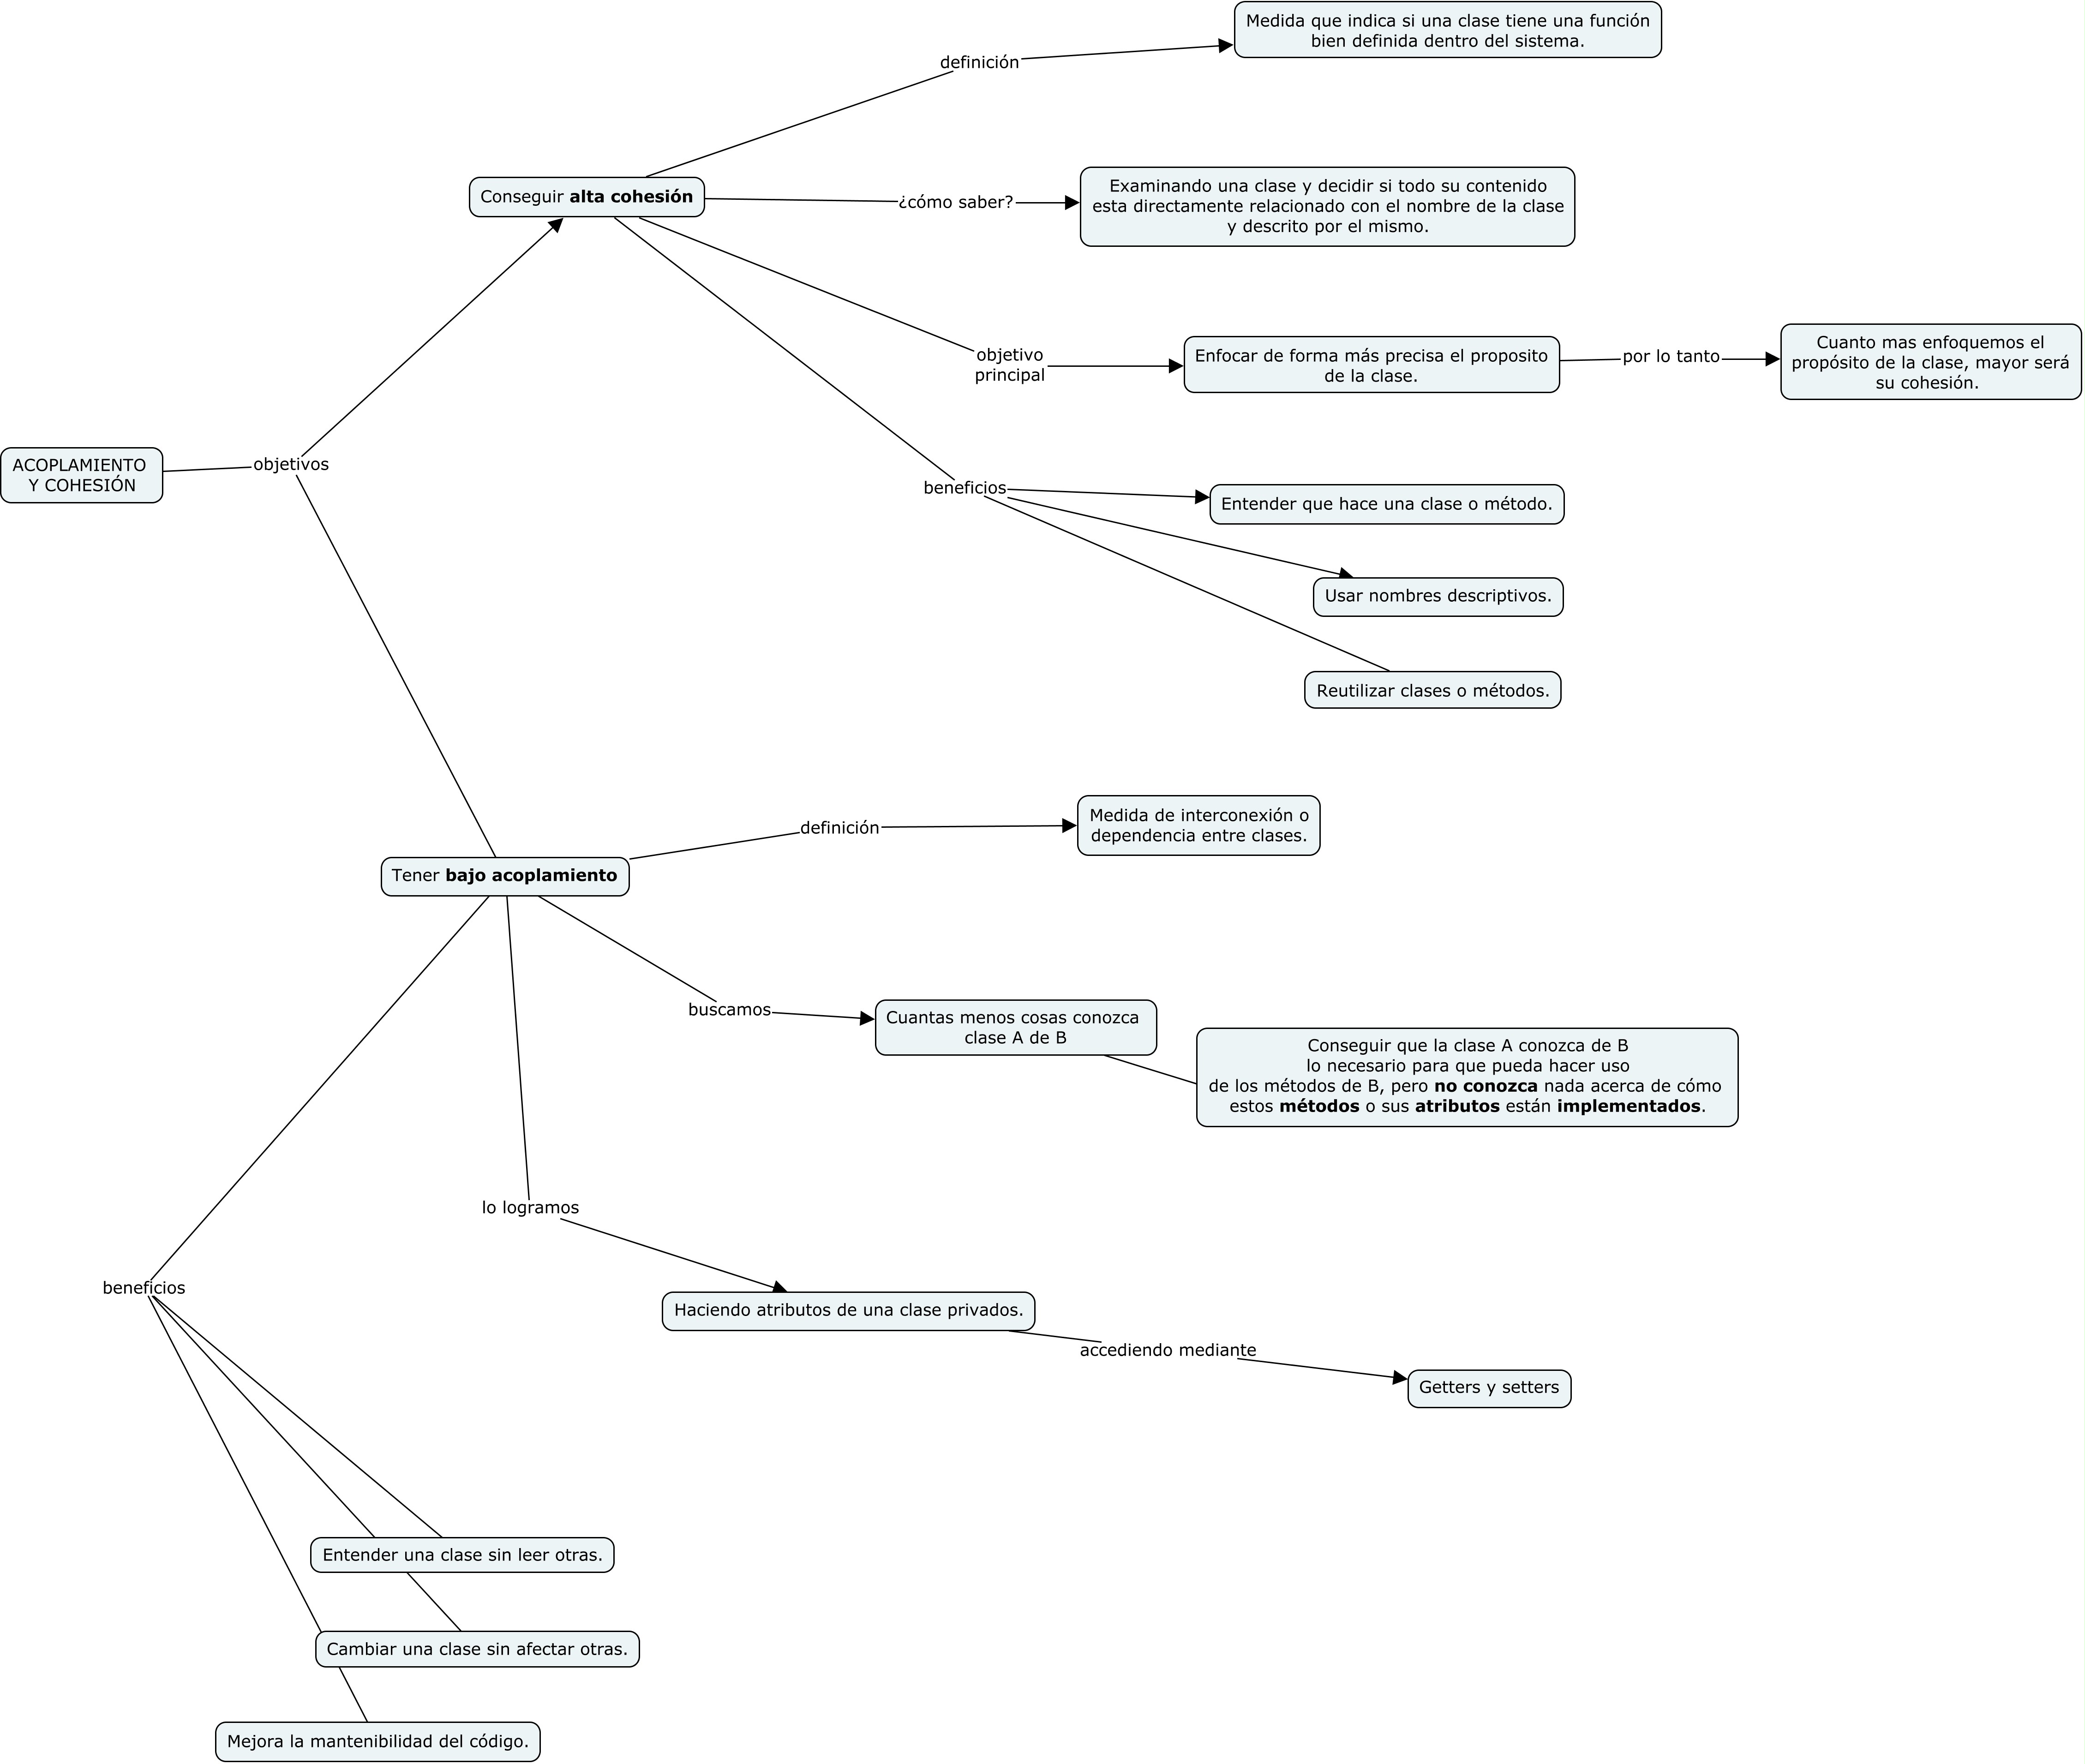 ACOPLAMIENTO
Y COHESIÓN
objetivos
Conseguir alta cohesión
definición
Medida que indica si una clase tiene una función
bien definida dentro del sistema.
¿cómo saber?
Examinando una clase y decidir si todo su contenido
esta directamente relacionado con el nombre de la clase
y descrito por el mismo.
objetivo
principal
Enfocar de forma más precisa el proposito
de la clase.
por lo tanto
Cuanto mas enfoquemos el
propósito de la clase, mayor será
su cohesión.
beneficios
Entender que hace una clase o método.
Usar nombres descriptivos.
Reutilizar clases o métodos.
Tener bajo acoplamiento
definición
Medida de interconexión o
dependencia entre clases.
buscamos
Cuantas menos cosas conozca
clase A de B
Conseguir que la clase A conozca de B
lo necesario para que pueda hacer uso
de los métodos de B, pero no conozca nada acerca de cómo
estos métodos o sus atributos están implementados.
lo logramos
Haciendo atributos de una clase privados.
accediendo mediante
Getters y setters
beneficios
Entender una clase sin leer otras.
Cambiar una clase sin afectar otras.
Mejora la mantenibilidad del código.